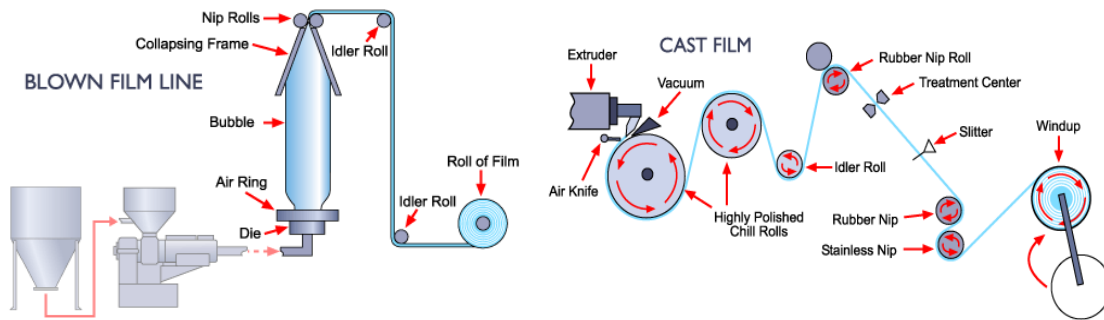 Nip Rolls
Collapsing Frame
Idler Roll
BLOWN FILM LINE
Bubble
Roll of Film
Air Ring
Idler Roll
Die
CAST FILM
Extruder
Vacuum
Rubber Nip Roll
Treatment Center
Slitter
Windup
Air Knife
Idler Roll
Highly Polished
Chill Rolls
Rubber Nip
Stainless Nip